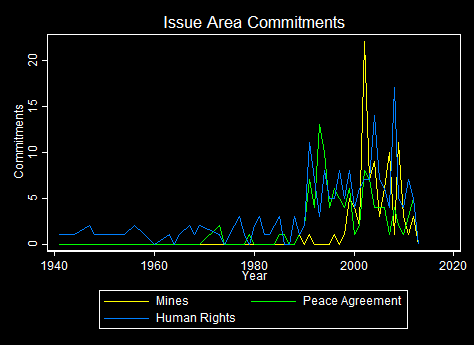 Issue Area Commitments
Commitments
20
15
10
5
0
1940 1960 1980 2000 2020
Year
Mines Peace Agreement
Human Rights